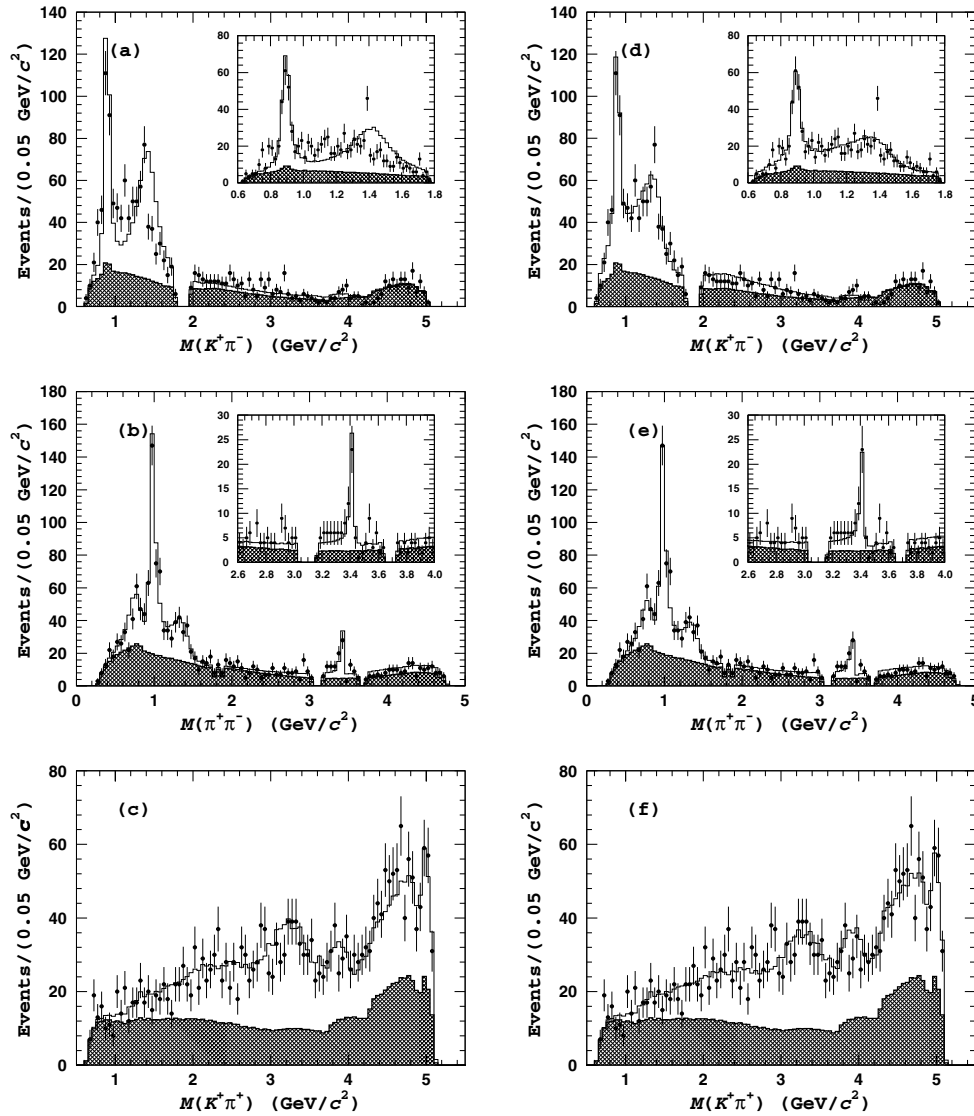 Events/(0.05 GeV/c²)
140
120
100
80
60
40
20
0
(a)
80
60
40
20
0
0.6 0.8 1.0 1.2 1.4 1.6 1.8
1 2 3 4 5
M(K⁺π⁻) (GeV/c²)
Events/(0.05 GeV/c²)
140
120
100
80
60
40
20
0
(d)
80
60
40
20
0
0.6 0.8 1.0 1.2 1.4 1.6 1.8
1 2 3 4 5
M(K⁺π⁻) (GeV/c²)
Events/(0.05 GeV/c²)
180
160
140
120
100
80
60
40
20
0
(b)
30
25
20
15
10
5
0
2.6 2.8 3.0 3.2 3.4 3.6 3.8 4.0
0 1 2 3 4 5
M(π⁺π⁻) (GeV/c²)
Events/(0.05 GeV/c²)
180
160
140
120
100
80
60
40
20
0
(e)
30
25
20
15
10
5
0
2.6 2.8 3.0 3.2 3.4 3.6 3.8 4.0
0 1 2 3 4 5
M(π⁺π⁻) (GeV/c²)
Events/(0.05 GeV/c²)
80
60
40
20
0
(c)
1 2 3 4 5
M(K⁺π⁺) (GeV/c²)
Events/(0.05 GeV/c²)
80
60
40
20
0
(f)
1 2 3 4 5
M(K⁺π⁺) (GeV/c²)